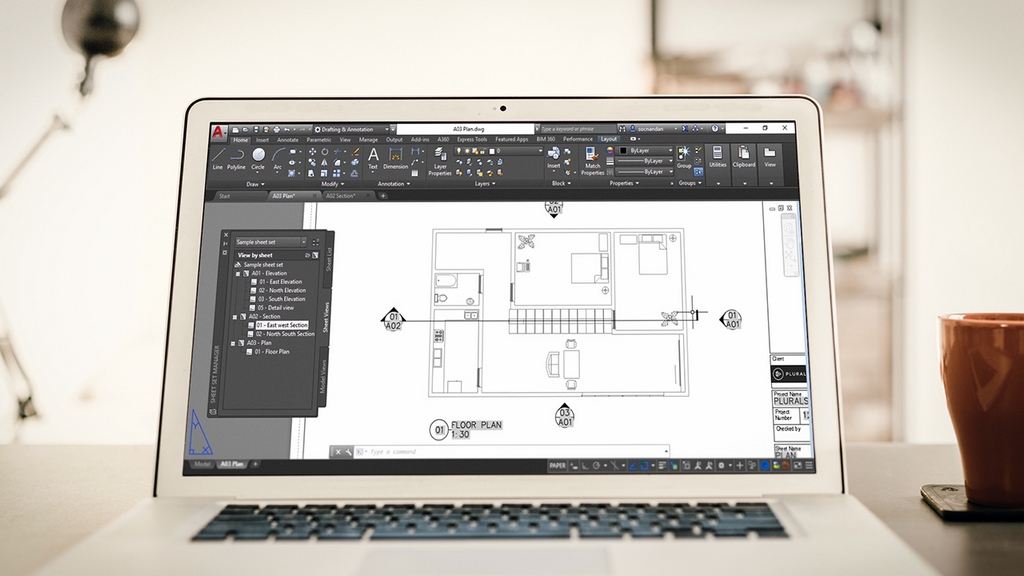 A
Drafting & Annotation
A03 Plan.dwg
Type a keyword or phrase
socnandan
Home Insert Annotate Parametric View Manage Output Add-ins A360 Express Tools Featured Apps BIM 360 Performance Layout
Line Polyline Circle Arc
Text Dimension
Layer
Properties
0
Insert
Match
Properties
ByLayer
ByLayer
ByLayer
Group
Utilities
Clipboard
View
Draw Modify Annotation Layers Block Properties Groups
Start A03 Plan* A02 Section*
Sample sheet set
View by sheet
Sample sheet set
A01 - Elevation
01 - East Elevation
02 - North Elevation
03 - South Elevation
05 - Detail view
A02 - Section
01 - East west Section
02 - North South Section
A03 - Plan
01 - Floor Plan
Sheet List
Sheet Views
Model Views
SHEET SET MANAGER
A01
01
A02
01
A01
03
A01
01
FLOOR PLAN
1:30
Client
PLURAL
Project Name
PLURALS
Project
Number
Checked by
Sheet Name
PLAN
Type a command
Model A03 Plan
PAPER